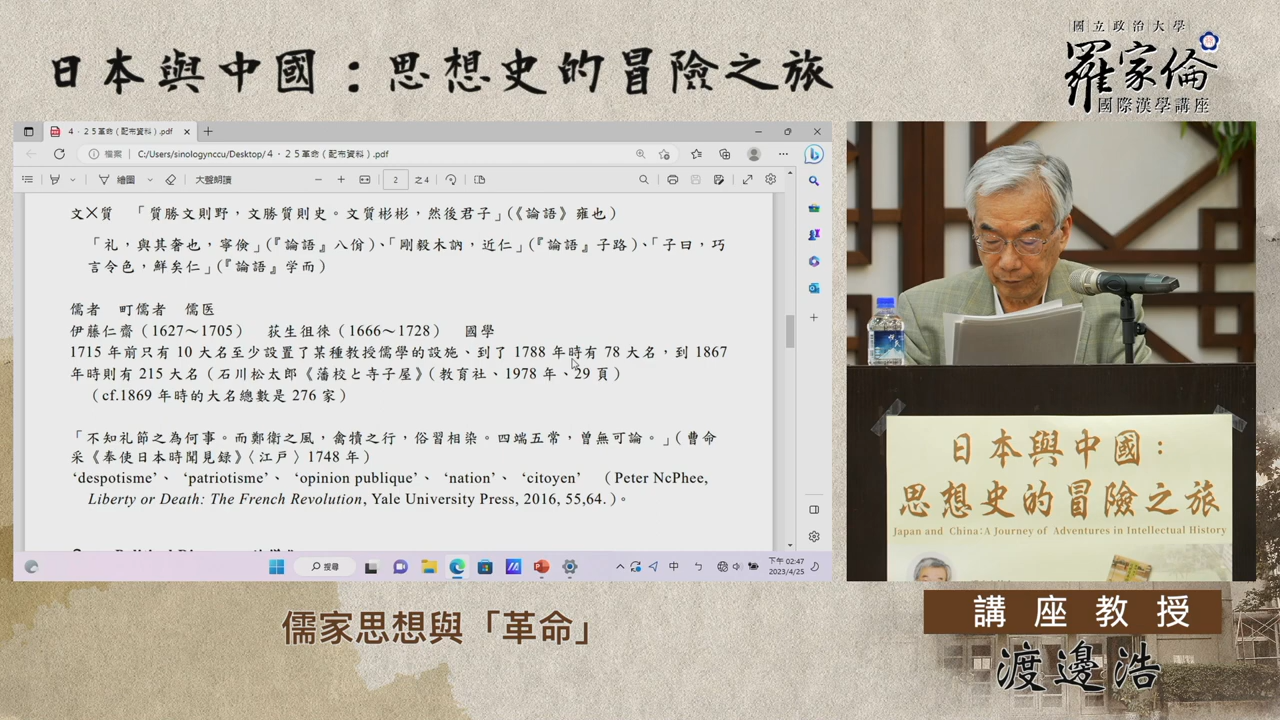 日本與中國：思想史的冒險之旅
國立政治大學
羅家倫
國際漢學講座
4．25革命（配布資料）.pdf
檔案 C:/Users/sinologynccu/Desktop/4．25革命（配布資料）.pdf
繪圖 大聲朗讀 2 之4
文╳質 「質勝文則野，文勝質則史。文質彬彬，然後君子」（《論語》雍也）
「礼，與其奢也，寧儉」（『論語』八佾）、「剛毅木訥，近仁」（『論語』子路）、「子曰，巧
言令色，鮮矣仁」（『論語』学而）
儒者 町儒者 儒医
伊藤仁齋（1627～1705） 荻生徂徠（1666～1728） 國學
1715 年前只有 10 大名至少設置了某種教授儒學的設施、到了 1788 年時有 78 大名，到 1867
年時則有 215 大名（石川松太郎《藩校と寺子屋》（教育社、1978 年、29 頁）
（cf.1869 年時的大名總數是 276 家）
「不知礼節之為何事。而鄭衛之風，禽犢之行，俗習相染。四端五常，曾無可論。」（曹命
采《奉使日本時聞見錄》〈江戸〉1748 年）
‘despotisme’、‘patriotisme’、‘opinion publique’、‘nation’、‘citoyen’ （Peter NcPhee,
Liberty or Death: The French Revolution, Yale University Press, 2016, 55,64.）。
搜尋
中
下午 02:47
2023/4/25
日本與中國：
思想史的冒險之旅
Japan and China:A Journey of Adventures in Intellectual History
儒家思想與「革命」
講座教授
渡邊浩